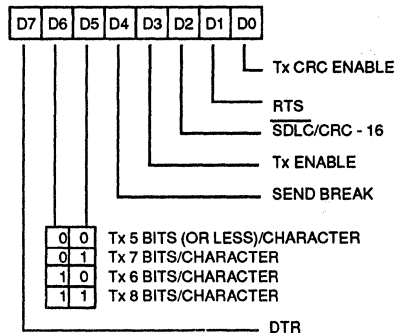 D7 D6 D5 D4 D3 D2 D1 D0
Tx CRC ENABLE
RTS
SDLC/CRC - 16
Tx ENABLE
SEND BREAK
0 0 Tx 5 BITS (OR LESS)/CHARACTER
0 1 Tx 7 BITS/CHARACTER
1 0 Tx 6 BITS/CHARACTER
1 1 Tx 8 BITS/CHARACTER
DTR